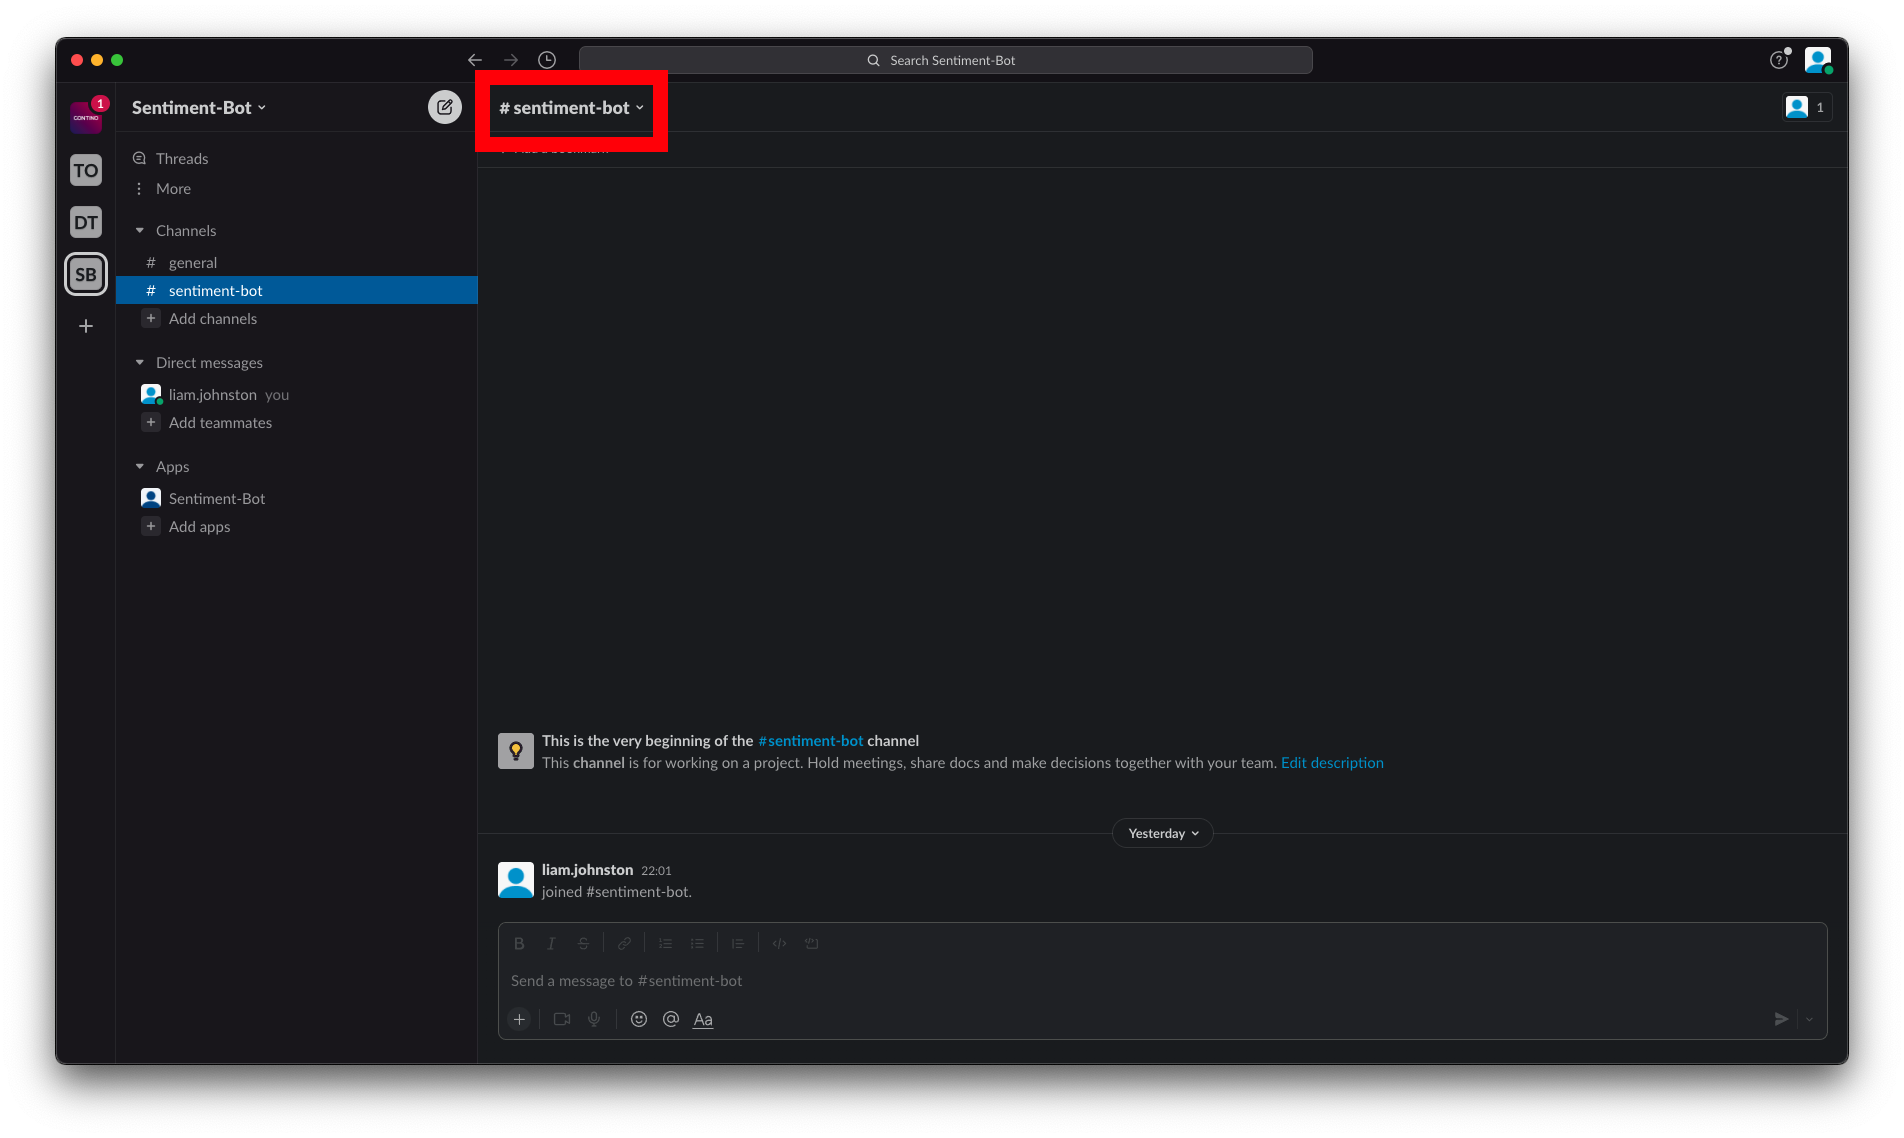 Search Sentiment-Bot
1
CONTINO
Sentiment-Bot
# sentiment-bot
1
TO
Threads
More
DT
Channels
# general
SB
# sentiment-bot
+ Add channels
Direct messages
liam.johnston you
+ Add teammates
Apps
Sentiment-Bot
+ Add apps
This is the very beginning of the #sentiment-bot channel
This channel is for working on a project. Hold meetings, share docs and make decisions together with your team. Edit description
Yesterday
liam.johnston 22:01
joined #sentiment-bot.
B I S
Send a message to #sentiment-bot
+ @ Aa